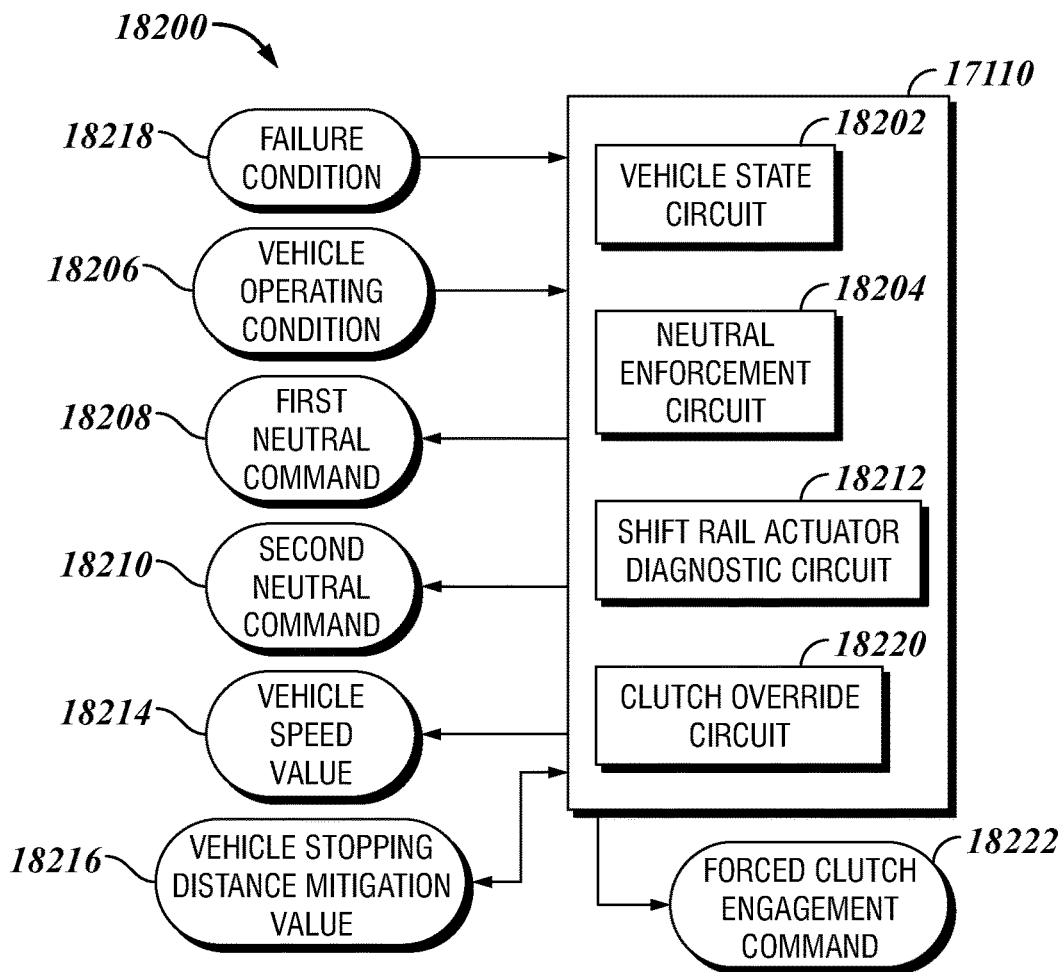 18200
17110
18218
FAILURE
CONDITION
18202
VEHICLE STATE
CIRCUIT
18206
VEHICLE
OPERATING
CONDITION
18204
NEUTRAL
ENFORCEMENT
CIRCUIT
18208
FIRST
NEUTRAL
COMMAND
18212
SHIFT RAIL ACTUATOR
DIAGNOSTIC CIRCUIT
18210
SECOND
NEUTRAL
COMMAND
18220
CLUTCH OVERRIDE
CIRCUIT
18214
VEHICLE
SPEED
VALUE
18216
VEHICLE STOPPING
DISTANCE MITIGATION
VALUE
18222
FORCED CLUTCH
ENGAGEMENT
COMMAND